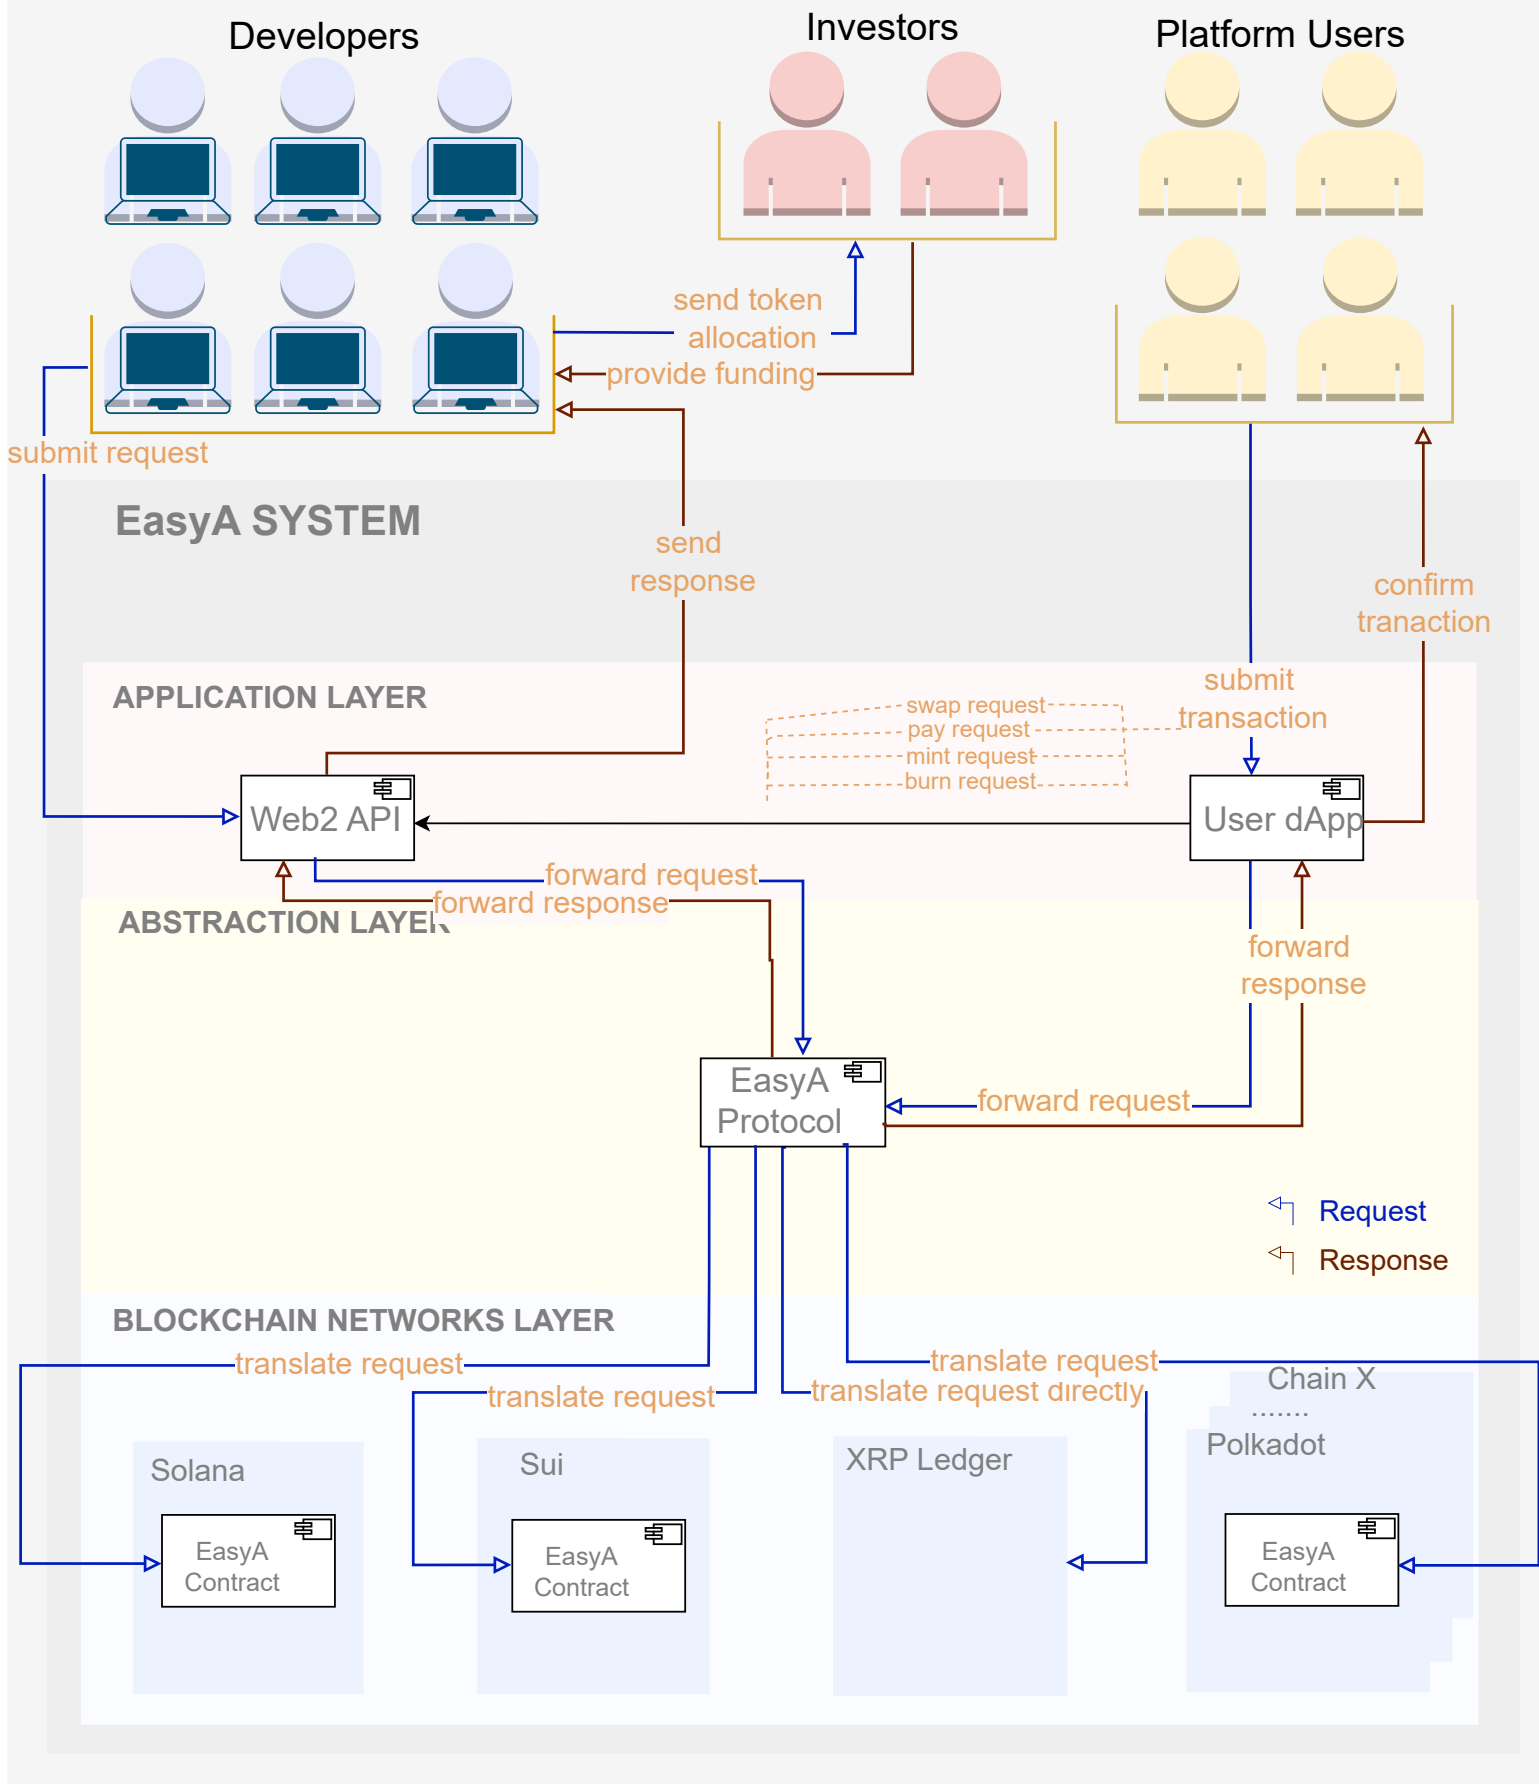 Developers
Investors
Platform Users
send token
allocation
provide funding
submit request
EasyA SYSTEM
send
response
confirm
tranaction
APPLICATION LAYER
submit
transaction
swap request
pay request
mint request
burn request
Web2 API
User dApp
forward request
forward response
ABSTRACTION LAYER
forward
response
EasyA
Protocol
forward request
Request
Response
BLOCKCHAIN NETWORKS LAYER
translate request
translate request
translate request
translate request directly
Chain X
.......
Polkadot
Solana
Sui
XRP Ledger
EasyA
Contract
EasyA
Contract
EasyA
Contract